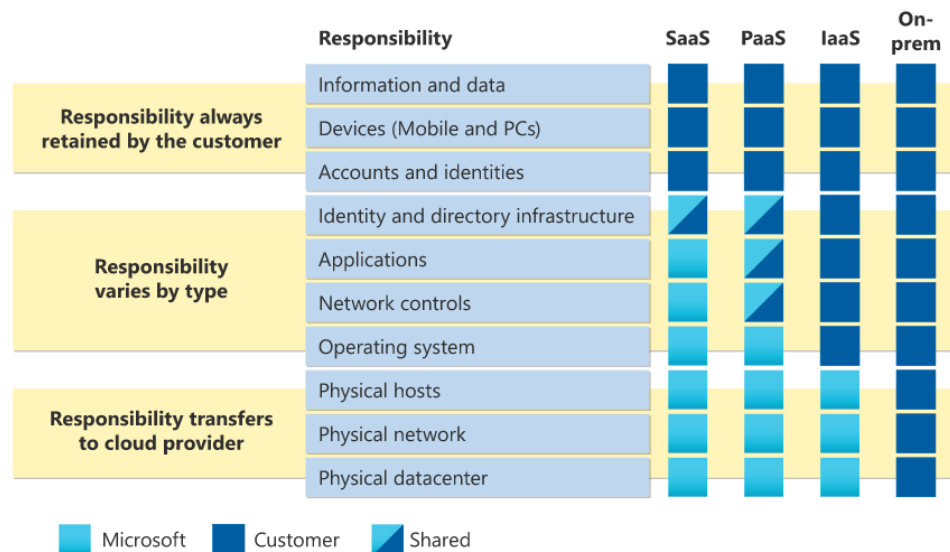 Responsibility
SaaS
PaaS
IaaS
On-
prem
Responsibility always
retained by the customer
Information and data
Devices (Mobile and PCs)
Accounts and identities
Responsibility
varies by type
Identity and directory infrastructure
Applications
Network controls
Operating system
Responsibility transfers
to cloud provider
Physical hosts
Physical network
Physical datacenter
Microsoft
Customer
Shared